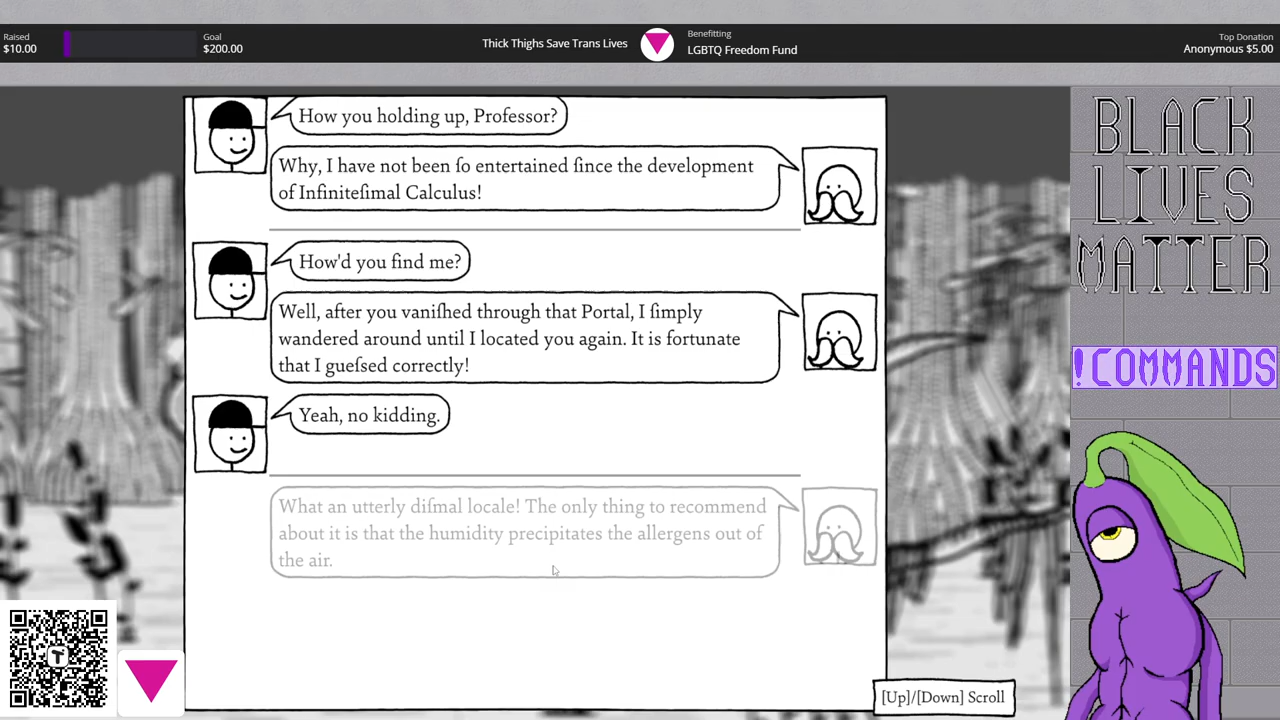 Raised
$10.00
Goal
$200.00
Thick Thighs Save Trans Lives
Benefitting
LGBTQ Freedom Fund
Top Donation
Anonymous $5.00
How you holding up, Professor?
Why, I have not been ſo entertained ſince the development
of Infiniteſimal Calculus!
How'd you find me?
Well, after you vaniſhed through that Portal, I ſimply
wandered around until I located you again. It is fortunate
that I gueſsed correctly!
Yeah, no kidding.
What an utterly diſmal locale! The only thing to recommend
about it is that the humidity precipitates the allergens out of
the air.
[Up]/[Down] Scroll
BLACK
LIVES
MATTER
!COMMANDS
T